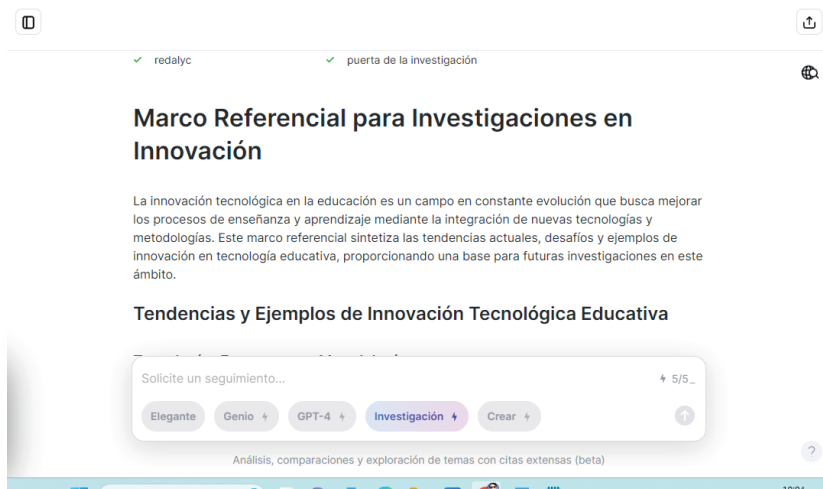 redalyc
puerta de la investigación
Marco Referencial para Investigaciones en
Innovación
La innovación tecnológica en la educación es un campo en constante evolución que busca mejorar
los procesos de enseñanza y aprendizaje mediante la integración de nuevas tecnologías y
metodologías. Este marco referencial sintetiza las tendencias actuales, desafíos y ejemplos de
innovación en tecnología educativa, proporcionando una base para futuras investigaciones en este
ámbito.
Tendencias y Ejemplos de Innovación Tecnológica Educativa
Solicite un seguimiento...
5/5_
Elegante
Genio
GPT-4
Investigación
Crear
Análisis, comparaciones y exploración de temas con citas extensas (beta)
?